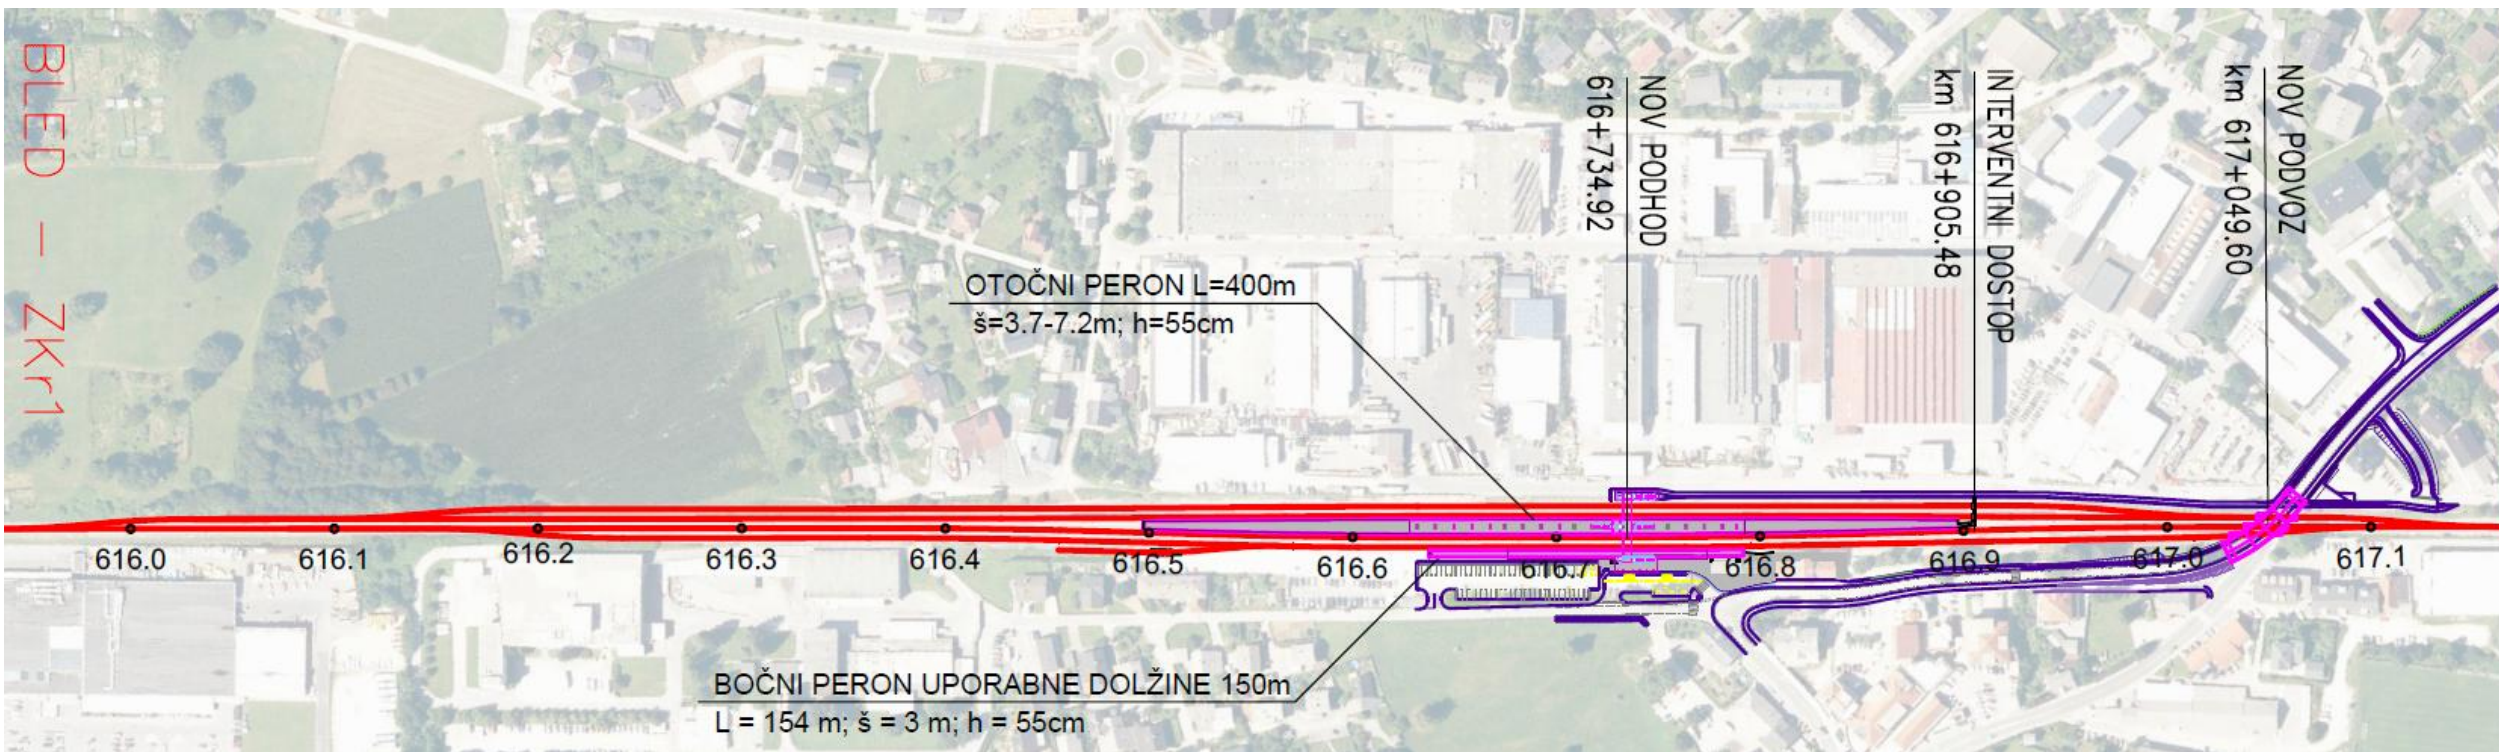 BLED - ZKr1
OTOČNI PERON L=400m
š=3.7-7.2m; h=55cm
NOV PODHOD
616+734.92
INTERVENTNI DOSTOP
km 616+905.48
NOV PODVOZ
km 617+049.60
616.0
616.1
616.2
616.3
616.4
616.5
616.6
616.7
616.8
616.9
617.0
617.1
BOČNI PERON UPORABNE DOLŽINE 150m
L = 154 m; š = 3 m; h = 55cm